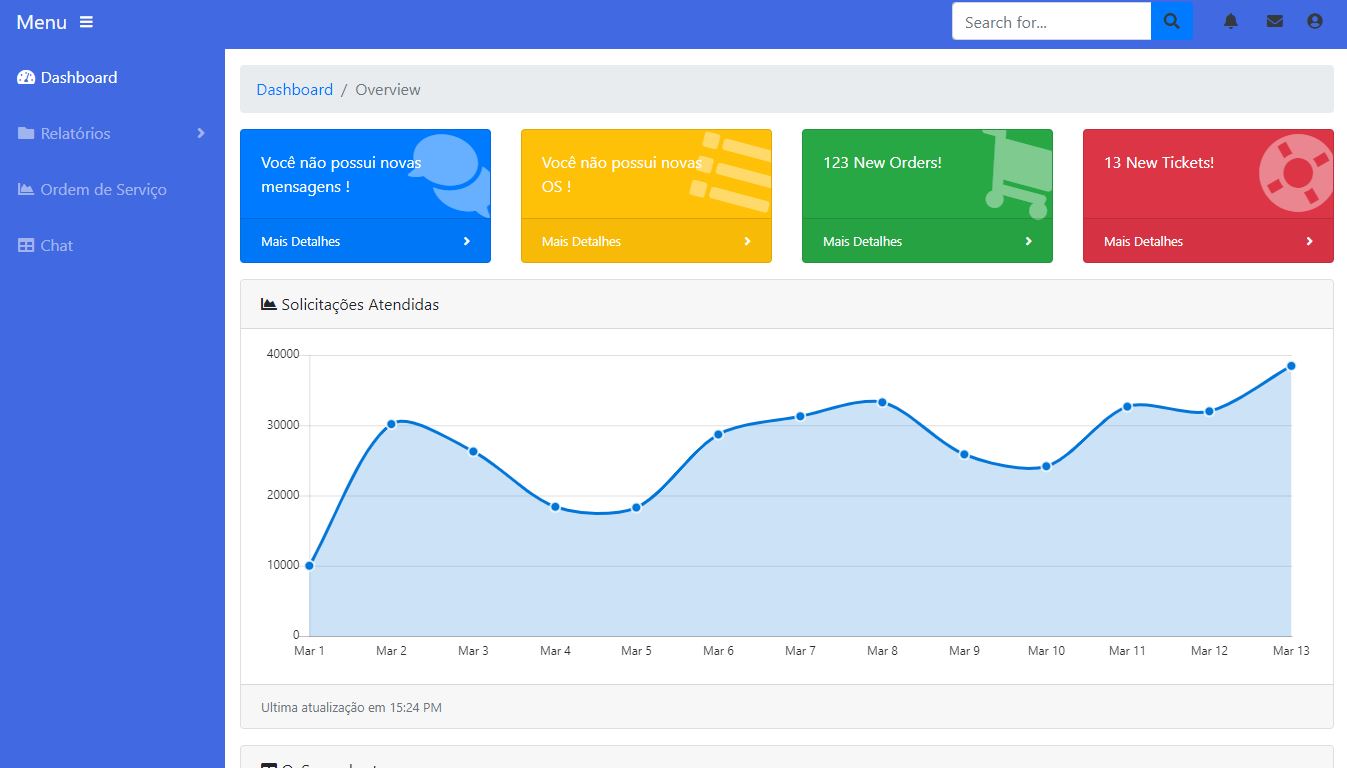 Menu
Search for...
Dashboard
Relatórios
Ordem de Serviço
Chat
Dashboard / Overview
Você não possui novas
mensagens !
Mais Detalhes
Você não possui novas
OS !
Mais Detalhes
123 New Orders!
Mais Detalhes
13 New Tickets!
Mais Detalhes
Solicitações Atendidas
40000
30000
20000
10000
0
Mar 1 Mar 2 Mar 3 Mar 4 Mar 5 Mar 6 Mar 7 Mar 8 Mar 9 Mar 10 Mar 11 Mar 12 Mar 13
Ultima atualização em 15:24 PM